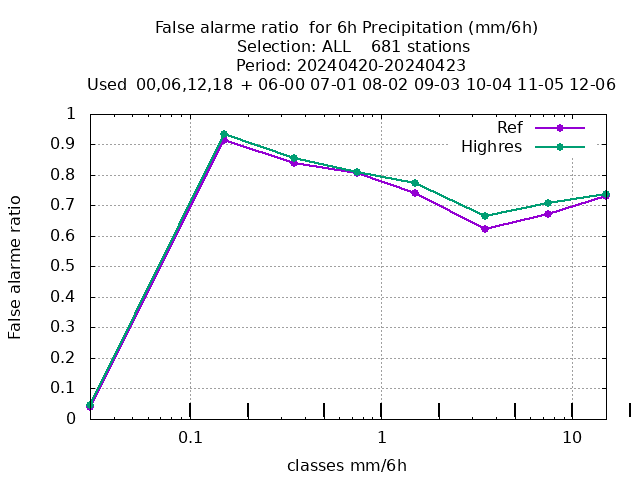 False alarme ratio  for 6h Precipitation (mm/6h)
Selection: ALL    681 stations
Period: 20240420-20240423
Used  00,06,12,18  + 06-00 07-01 08-02 09-03 10-04 11-05 12-06
Ref
Highres
False alarme ratio
1
0.9
0.8
0.7
0.6
0.5
0.4
0.3
0.2
0.1
0
0.1 1 10
classes mm/6h